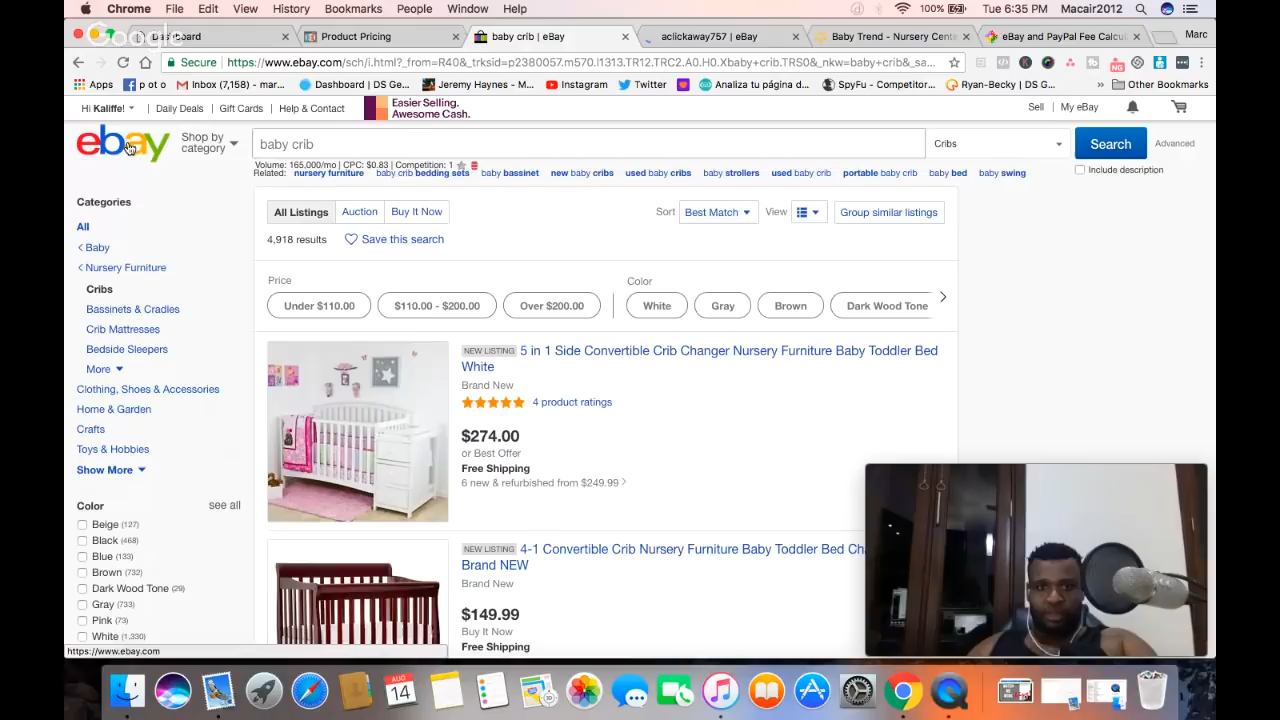 Chrome File Edit View History Bookmarks People Window Help 100% Tue 6:35 PM Macair2012
Google
Dashboard Product Pricing baby crib | eBay aclickaway757 | eBay Baby Trend - Nursery Cent eBay and PayPal Fee Calcu Marc
Secure https://www.ebay.com/sch/i.html?_from=R40&_trksid=p2380057.m570.l1313.TR12.TRC2.A0.H0.Xbaby+crib.TRS0&_nkw=baby+crib&_sa...
Apps p o t o Inbox (7,158) - mar... Dashboard | DS Ge... Jeremy Haynes - M... Instagram Twitter Analiza tu página d... SpyFu - Competitor... Ryan-Becky | DS G... Other Bookmarks
Hi Kaliffe! Daily Deals Gift Cards Help & Contact Easier Selling. Awesome Cash. Sell My eBay
ebay Shop by category baby crib Cribs Search Advanced
Volume: 165,000/mo | CPC: $0.83 | Competition: 1 Include description
Related: nursery furniture baby crib bedding sets baby bassinet new baby cribs used baby cribs baby strollers used baby crib portable baby crib baby bed baby swing
Categories
All
Baby
Nursery Furniture
Cribs
Bassinets & Cradles
Crib Mattresses
Bedside Sleepers
More
Clothing, Shoes & Accessories
Home & Garden
Crafts
Toys & Hobbies
Show More
Color see all
Beige (127)
Black (468)
Blue (133)
Brown (732)
Dark Wood Tone (29)
Gray (733)
Pink (73)
White (1,330)
https://www.ebay.com
All Listings Auction Buy It Now Sort Best Match View Group similar listings
4,918 results Save this search
Price Color
Under $110.00 $110.00 - $200.00 Over $200.00 White Gray Brown Dark Wood Tone
NEW LISTING 5 in 1 Side Convertible Crib Changer Nursery Furniture Baby Toddler Bed
White
Brand New
4 product ratings
$274.00
or Best Offer
Free Shipping
6 new & refurbished from $249.99
NEW LISTING 4-1 Convertible Crib Nursery Furniture Baby Toddler Bed Ch
Brand NEW
Brand New
$149.99
Buy It Now
Free Shipping
AUG
14